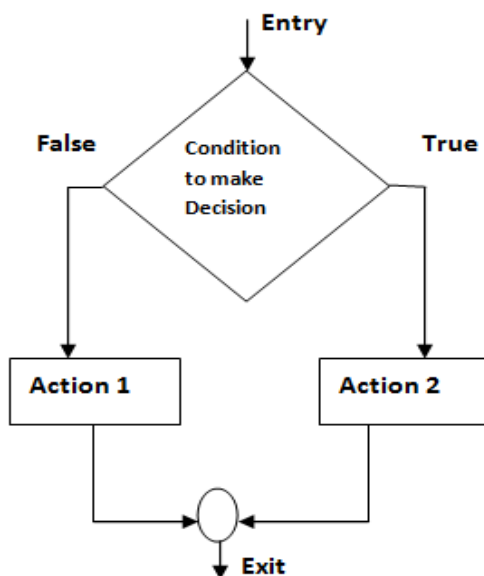 Entry
False
True
Condition
to make
Decision
Action 1
Action 2
Exit